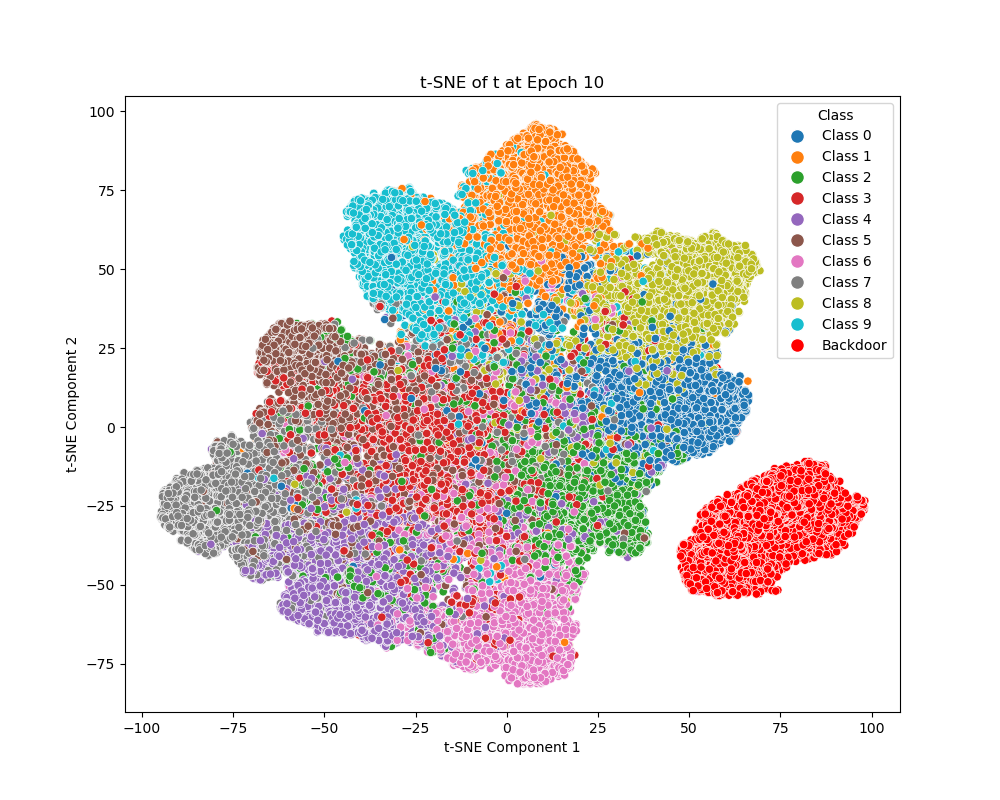 t-SNE of t at Epoch 10
Class
Class 0
Class 1
Class 2
Class 3
Class 4
Class 5
Class 6
Class 7
Class 8
Class 9
Backdoor
t-SNE Component 2
100
75
50
25
0
−25
−50
−75
−100
−75
−50
−25
0
25
50
75
100
t-SNE Component 1